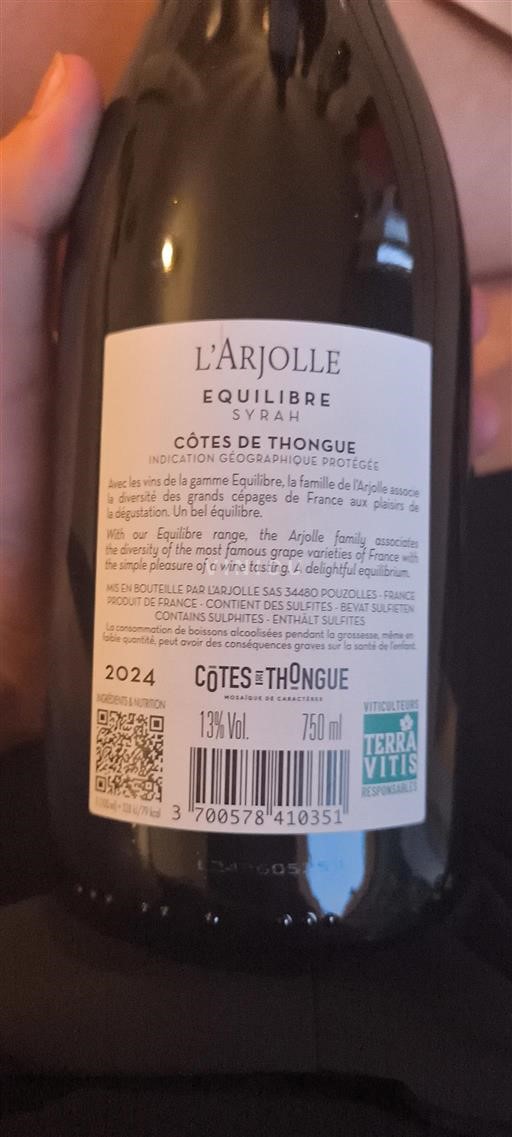 L'ARJOLLE
EQUILIBRE
SYRAH
CÔTES DE THONGUE
INDICATION GÉOGRAPHIQUE PROTÉGÉE
Avec les vins de la gamme Equilibre, la famille de l'Arjolle associe
la diversité des grands cépages de France aux plaisirs de
la dégustation. Un bel équilibre.
With our Equilibre range, the Arjolle family associates
the diversity of the most famous grape varieties of France with
the simple pleasure of wine tasting. A delightful equilibrium.
MIS EN BOUTEILLE PAR L'ARJOLLE SAS 34480 POUZOLLES - FRANCE
PRODUIT DE FRANCE - CONTIENT DES SULFITES - BEVAT SULFIETEN
CONTAINS SULPHITES - ENTHÄLT SULFITES
La consommation de boissons alcoolisées pendant la grossesse, même en
faible quantité, peut avoir des conséquences graves sur la santé de l'enfant.
2024
CÔTES DE THONGUE
MOSAÏQUE DE CARACTÈRES
INGRÉDIENTS & NUTRITION
13% Vol.
750 ml
VITICULTEURS
TERRA
VITIS
RESPONSABLES
3 700578 410351